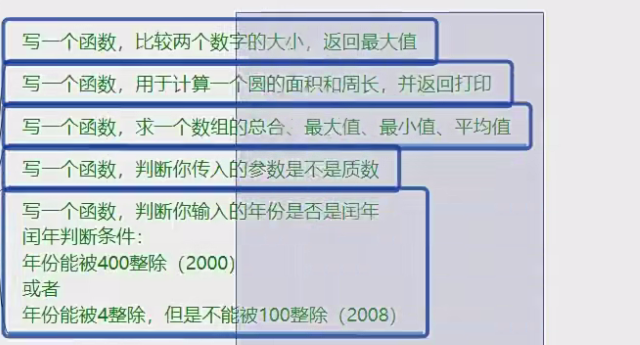 写一个函数，比较两个数字的大小，返回最大值
写一个函数，用于计算一个圆的面积和周长，并返回打印
写一个函数，求一个数组的总合、最大值、最小值、平均值
写一个函数，判断你传入的参数是不是质数
写一个函数，判断你输入的年份是否是闰年
闰年判断条件：
年份能被400整除（2000）
或者
年份能被4整除，但是不能被100整除（2008）